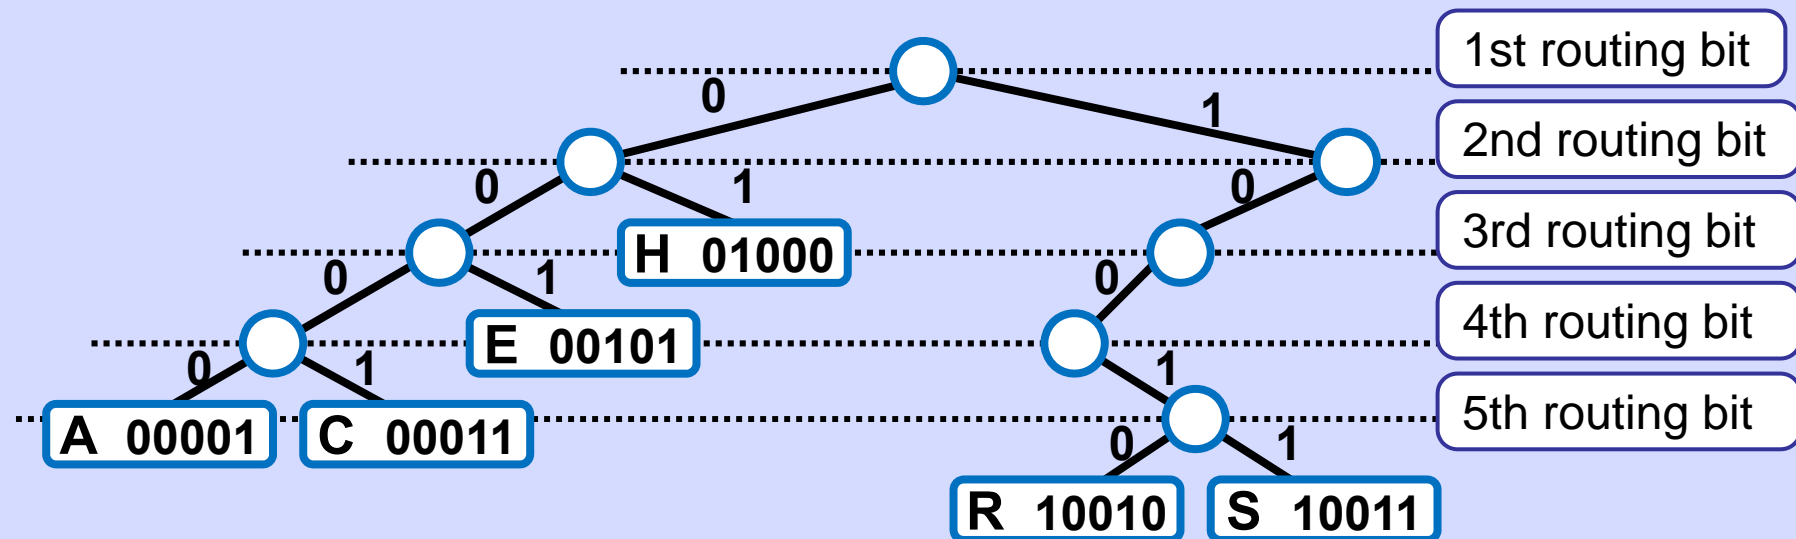 1st routing bit
0 1
2nd routing bit
0 1 0
H 01000
3rd routing bit
0 1 0
E 00101
4th routing bit
0 1 1
A 00001
C 00011
5th routing bit
0 1
R 10010
S 10011